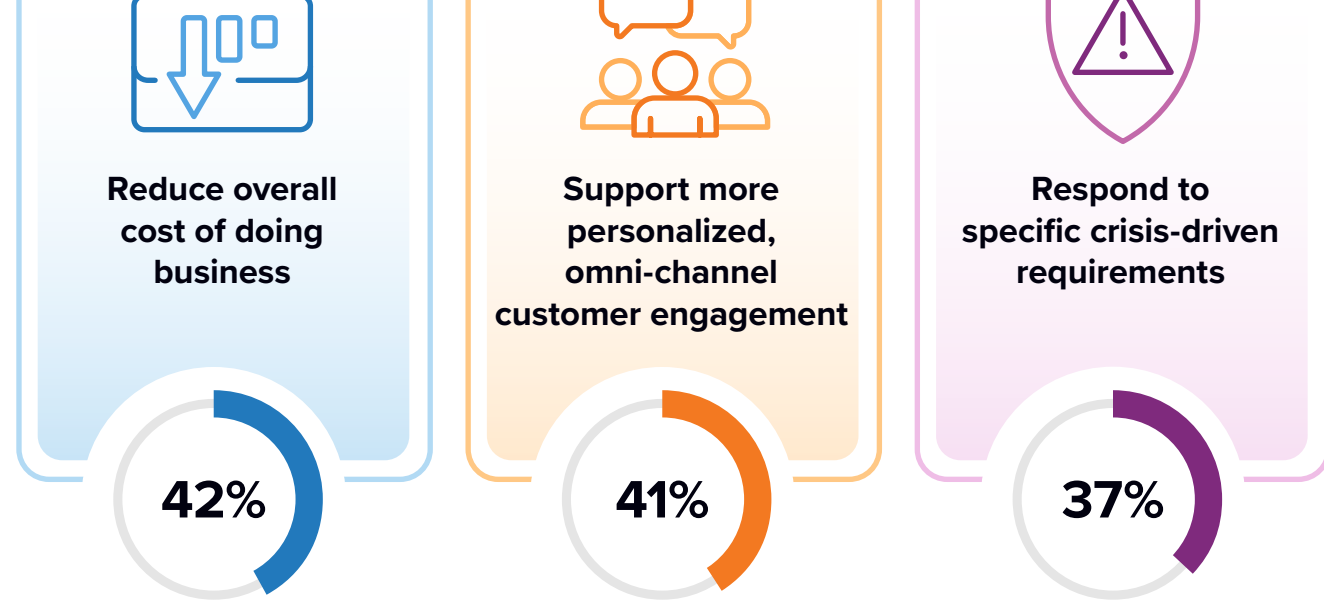 Reduce overall
cost of doing
business
42%
Support more
personalized,
omni-channel
customer engagement
41%
Respond to
specific crisis-driven
requirements
37%